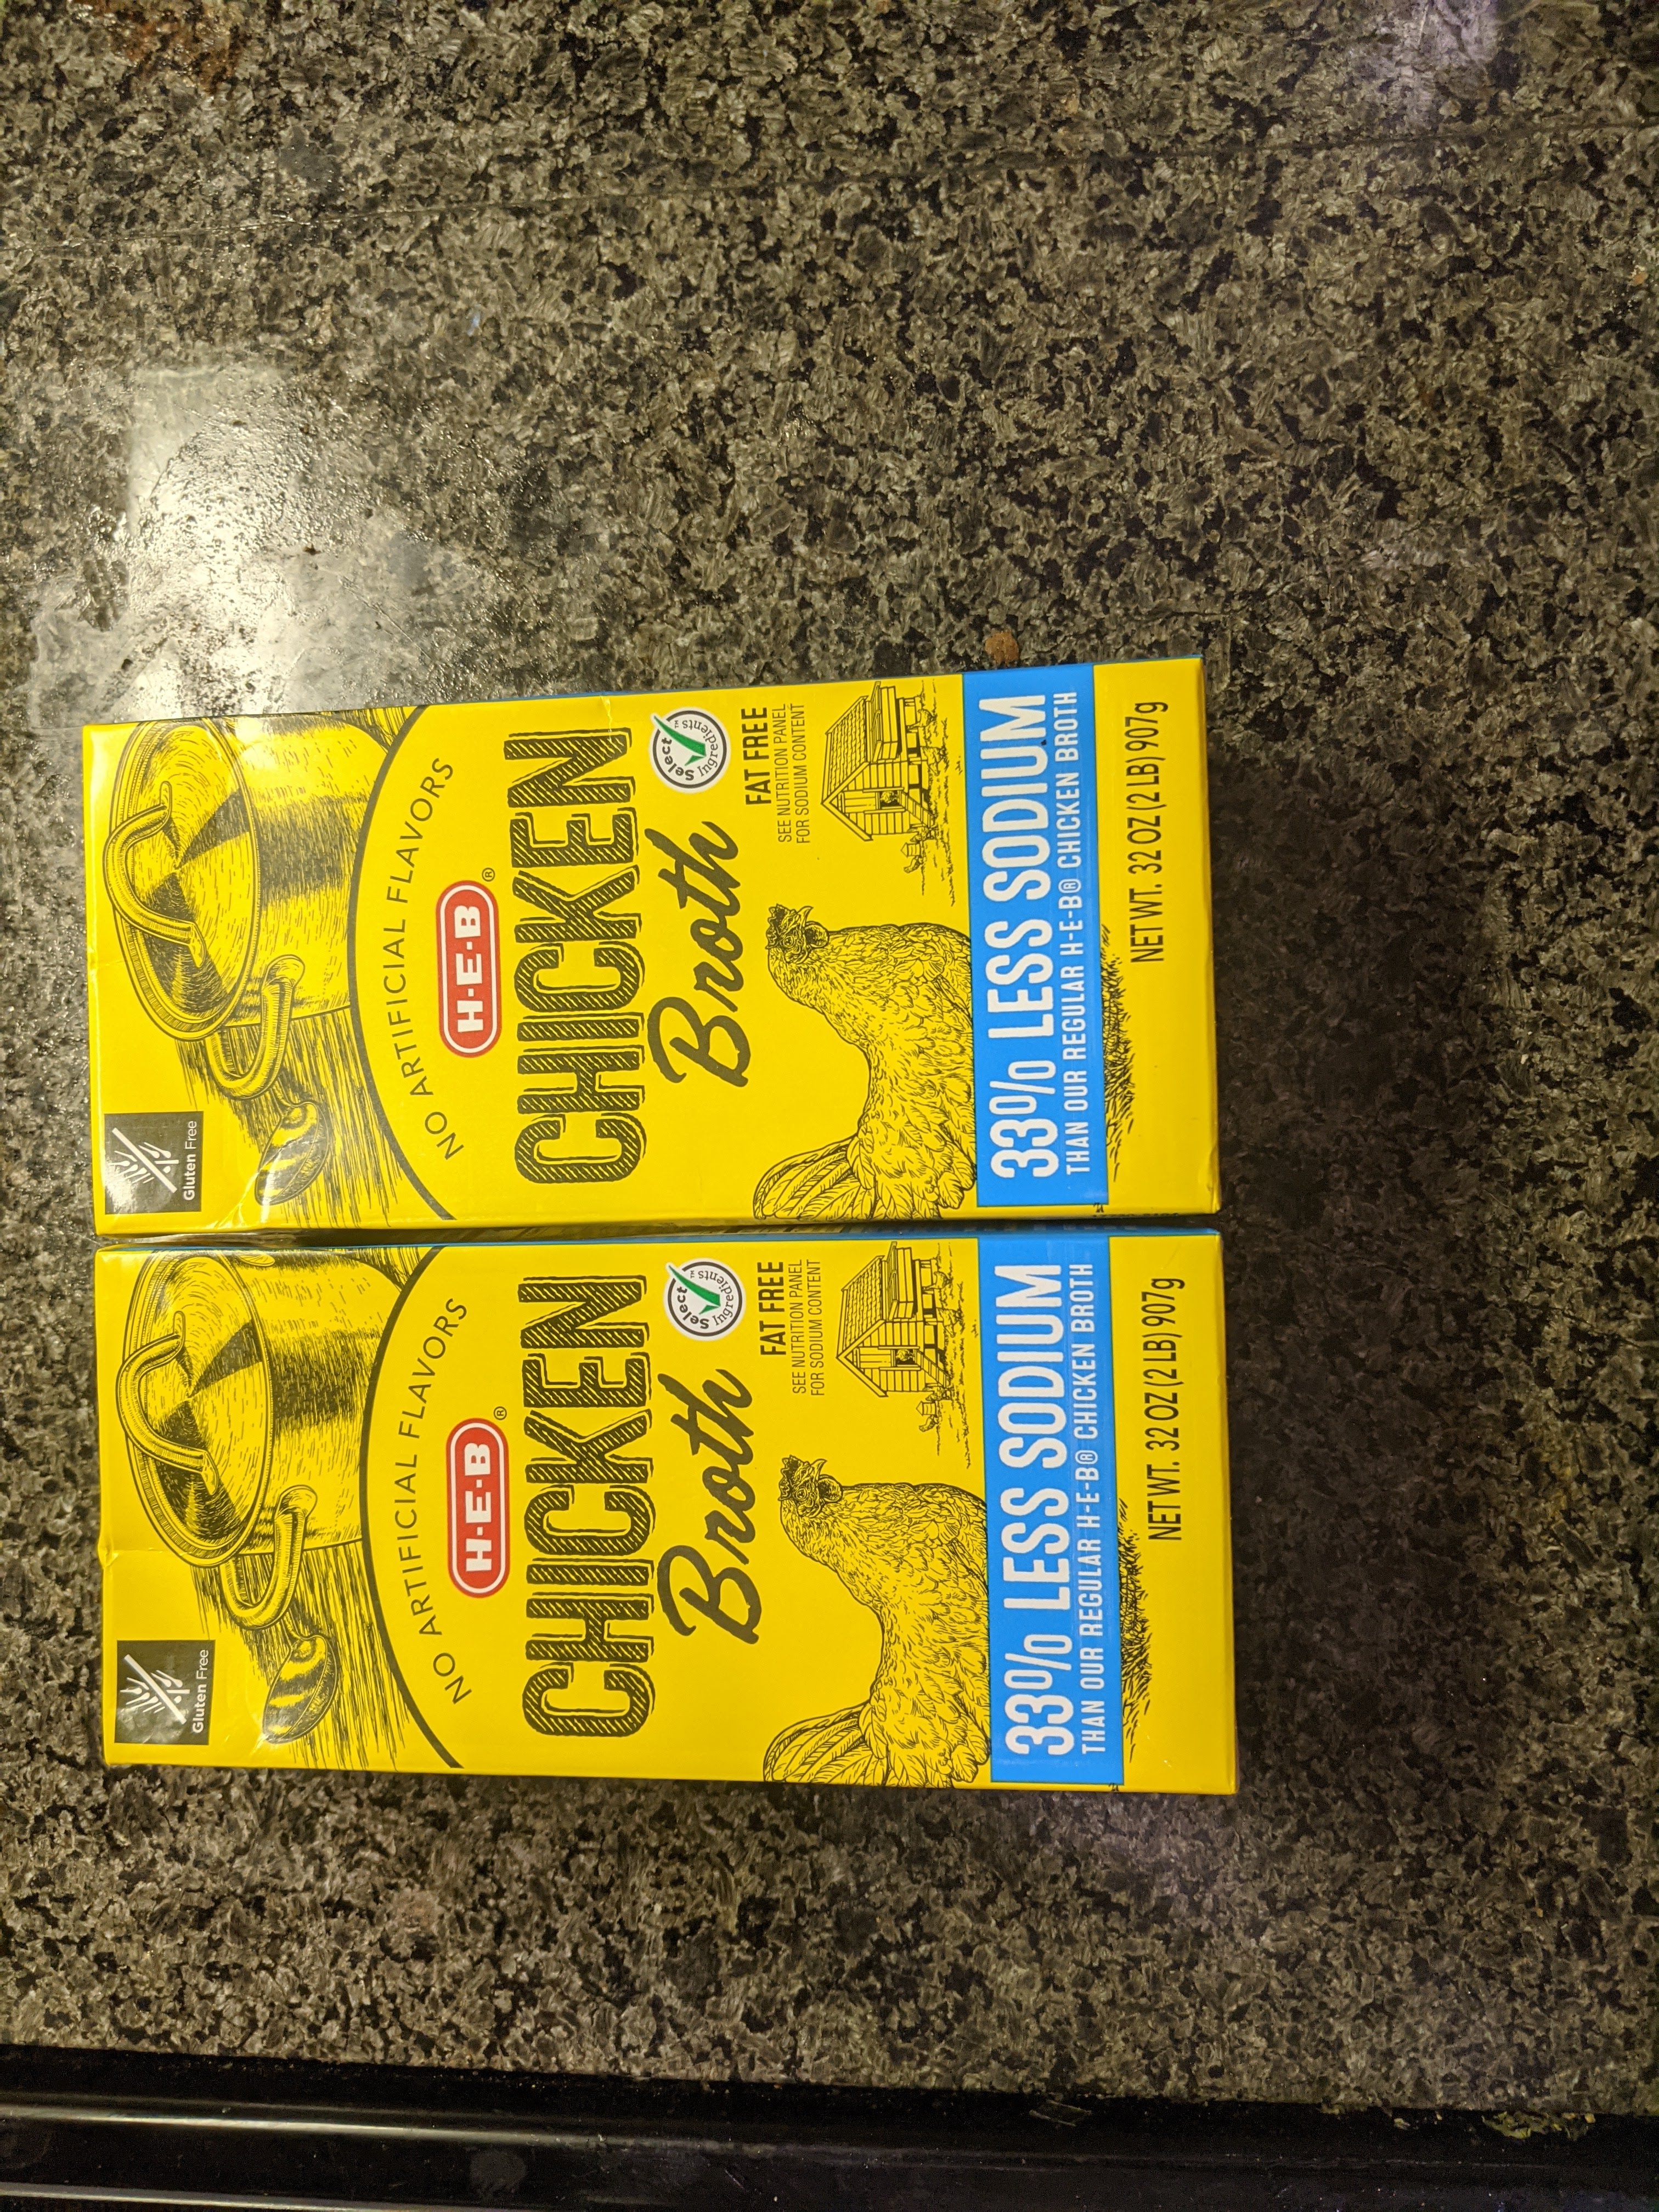 Gluten Free
NO ARTIFICIAL FLAVORS
H-E-B®
CHICKEN
Broth
Select Ingredients™
FAT FREE
SEE NUTRITION PANEL
FOR SODIUM CONTENT
33% LESS SODIUM
THAN OUR REGULAR H-E-B® CHICKEN BROTH
NET WT. 32 OZ (2 LB) 907g
Gluten Free
NO ARTIFICIAL FLAVORS
H-E-B®
CHICKEN
Broth
Select Ingredients™
FAT FREE
SEE NUTRITION PANEL
FOR SODIUM CONTENT
33% LESS SODIUM
THAN OUR REGULAR H-E-B® CHICKEN BROTH
NET WT. 32 OZ (2 LB) 907g